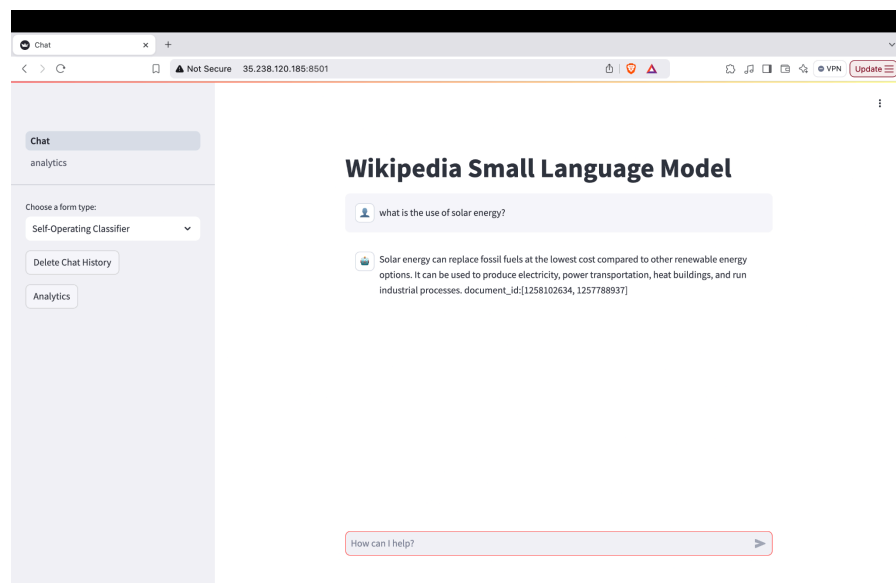 Chat
Not Secure 35.238.120.185:8501
VPN
Update
Chat
analytics
Choose a form type:
Self-Operating Classifier
Delete Chat History
Analytics
Wikipedia Small Language Model
what is the use of solar energy?
Solar energy can replace fossil fuels at the lowest cost compared to other renewable energy
options. It can be used to produce electricity, power transportation, heat buildings, and run
industrial processes. document_id:[1258102634, 1257788937]
How can I help?